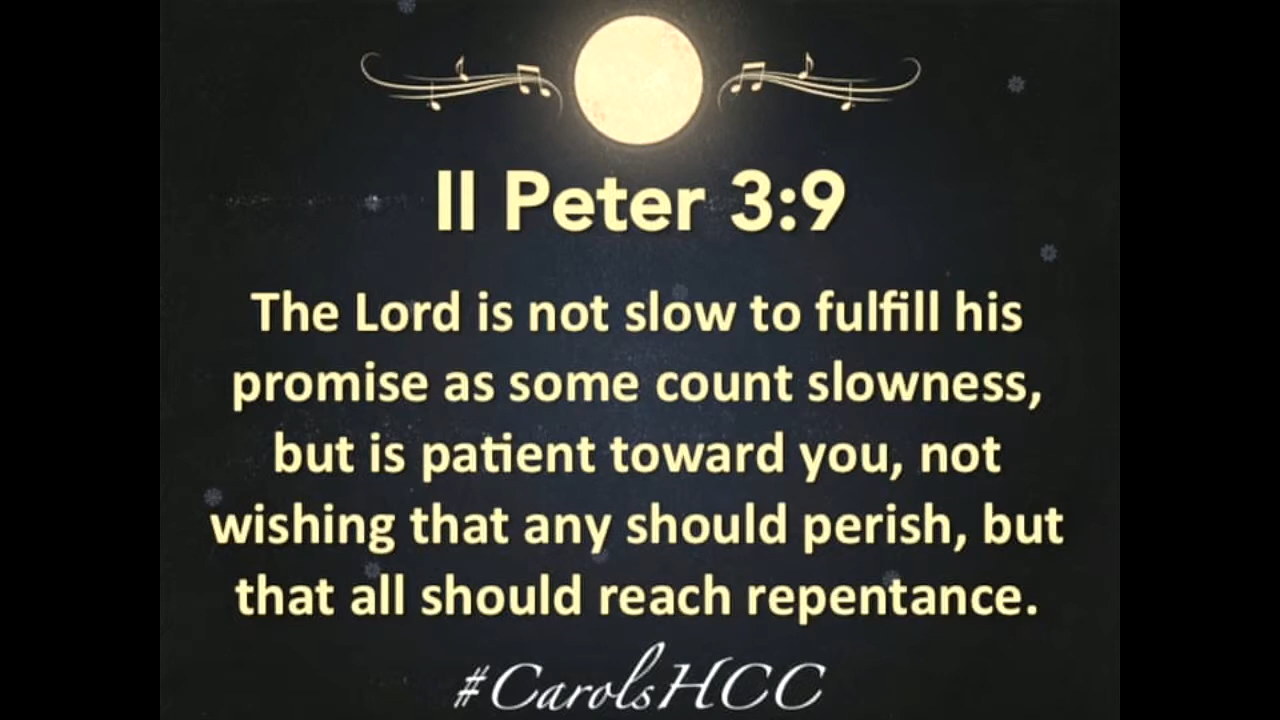 II Peter 3:9
The Lord is not slow to fulfill his
promise as some count slowness,
but is patient toward you, not
wishing that any should perish, but
that all should reach repentance.
#CarolsHCC